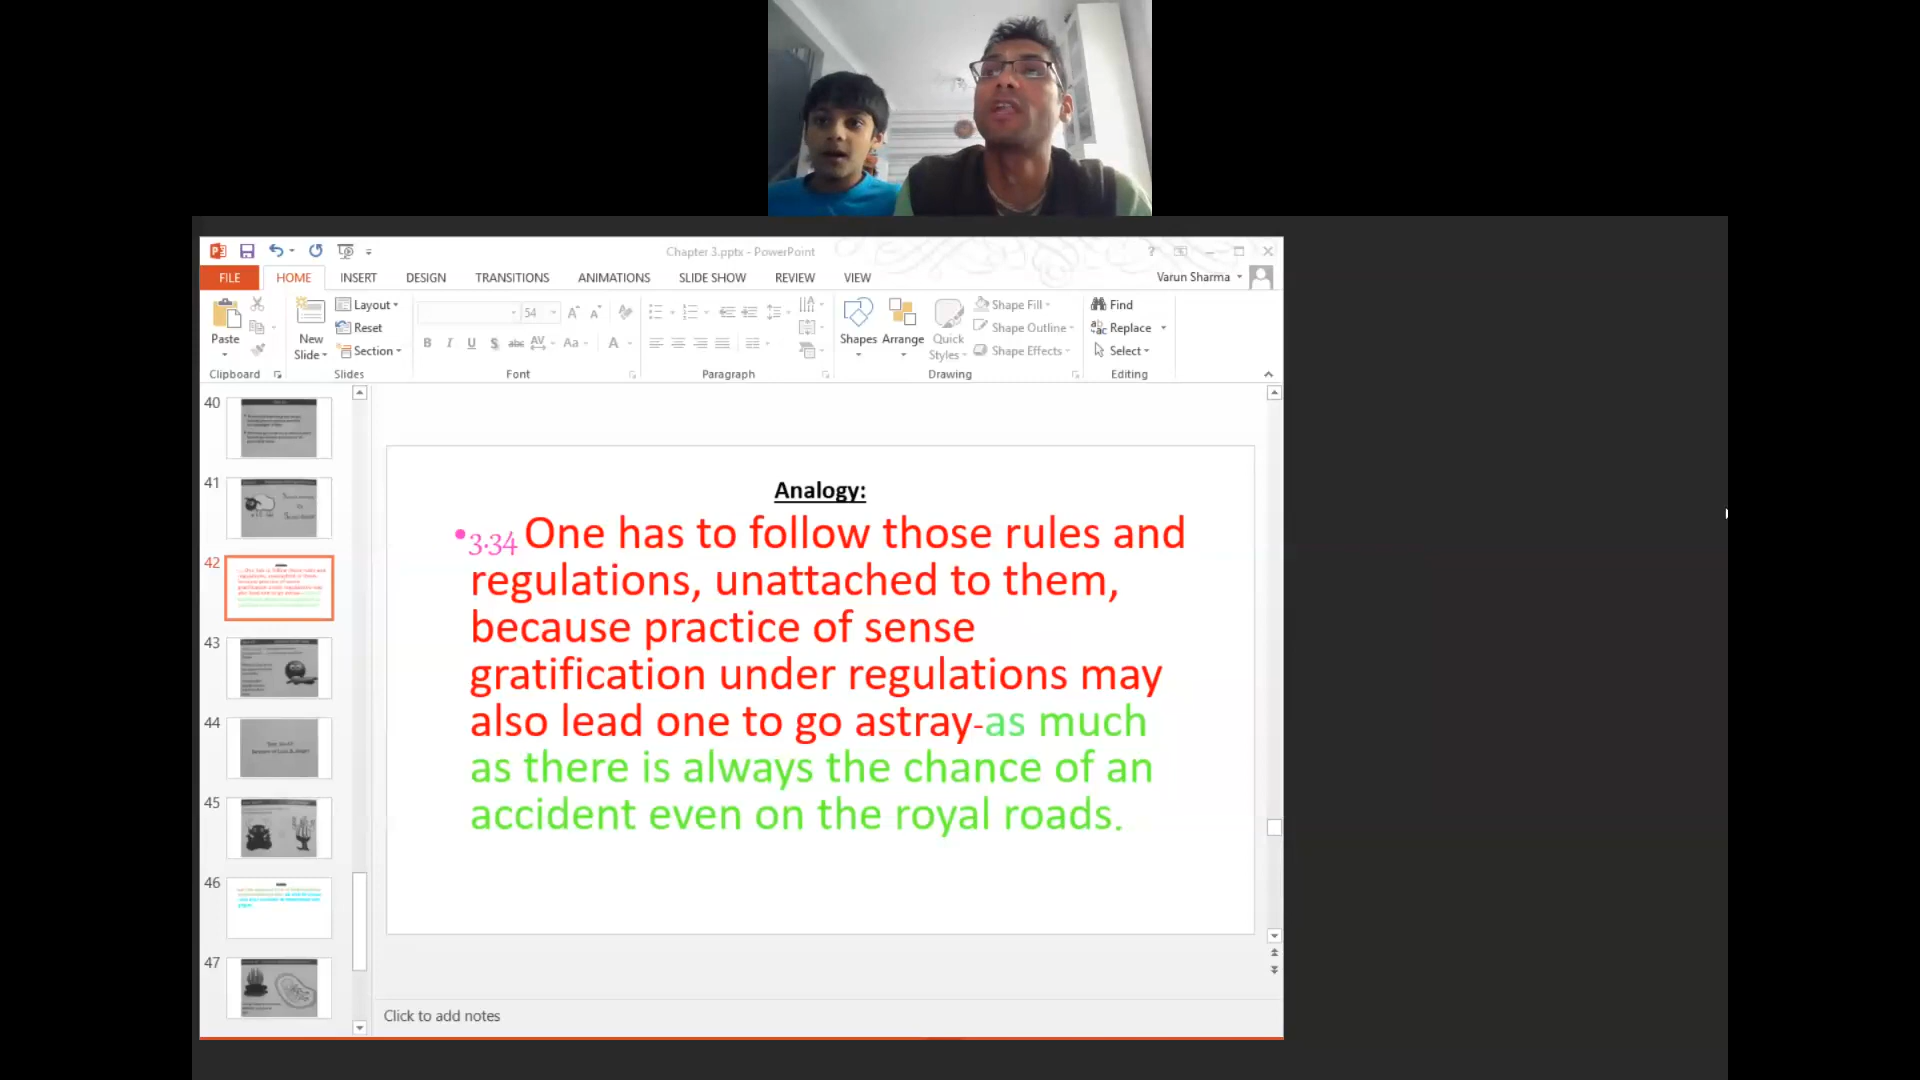 Chapter 3.pptx - PowerPoint
?
FILE HOME INSERT DESIGN TRANSITIONS ANIMATIONS SLIDE SHOW REVIEW VIEW
Varun Sharma
Paste
New
Slide
Layout
Reset
Section
54
B I U S abc AV Aa A
Shapes
Arrange
Quick
Styles
Shape Fill
Shape Outline
Shape Effects
Find
Replace
Select
Clipboard Slides Font Paragraph Drawing Editing
40
41
42
43
44
45
46
47
Analogy:
•3.34 One has to follow those rules and
regulations, unattached to them,
because practice of sense
gratification under regulations may
also lead one to go astray-as much
as there is always the chance of an
accident even on the royal roads.
Click to add notes